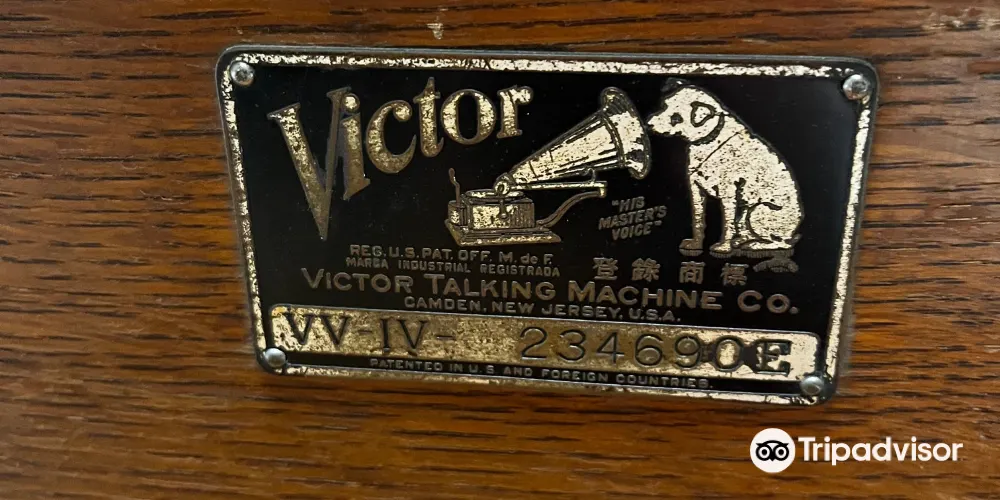 Victor
"HIS
MASTER'S
VOICE"
REG. U.S. PAT. OFF. M. de F.
MARCA INDUSTRIAL REGISTRADA
登錄商標
VICTOR TALKING MACHINE CO.
CAMDEN, NEW JERSEY, U.S.A.
VV-IV- 234690E
PATENTED IN U.S. AND FOREIGN COUNTRIES.
Tripadvisor